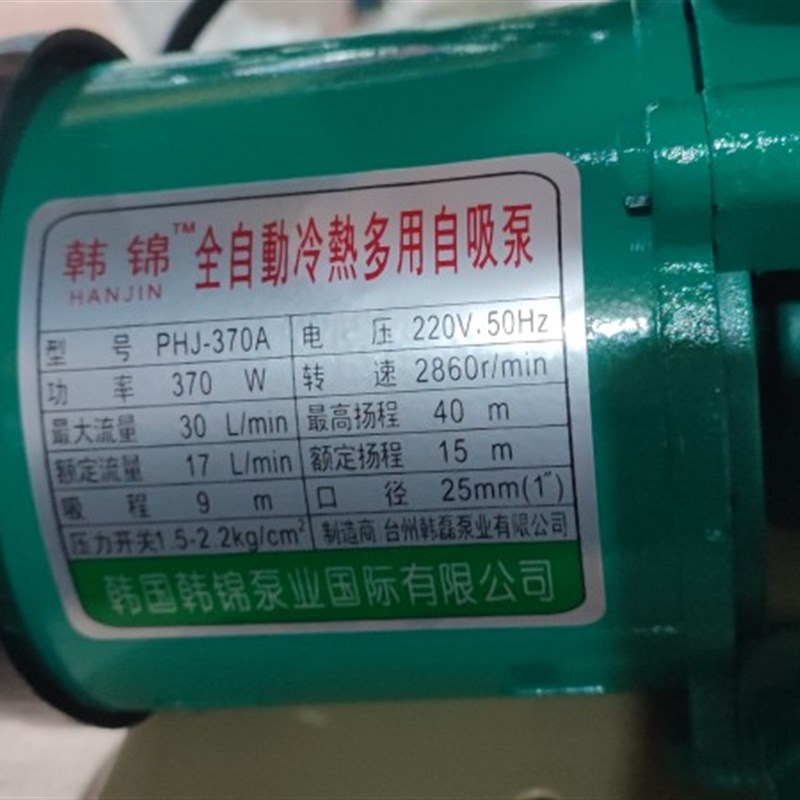 韩锦™全自動冷熱多用自吸泵
HANJIN
型 号 PHJ-370A 电 压 220V.50Hz
功 率 370 W 转 速 2860r/min
最大流量 30 L/min 最高扬程 40 m
额定流量 17 L/min 额定扬程 15 m
吸 程 9 m 口 径 25mm(1")
压力开关1.5-2.2kg/cm² 制造商.台州韩磊泵业有限公司
韩国韩锦泵业国际有限公司